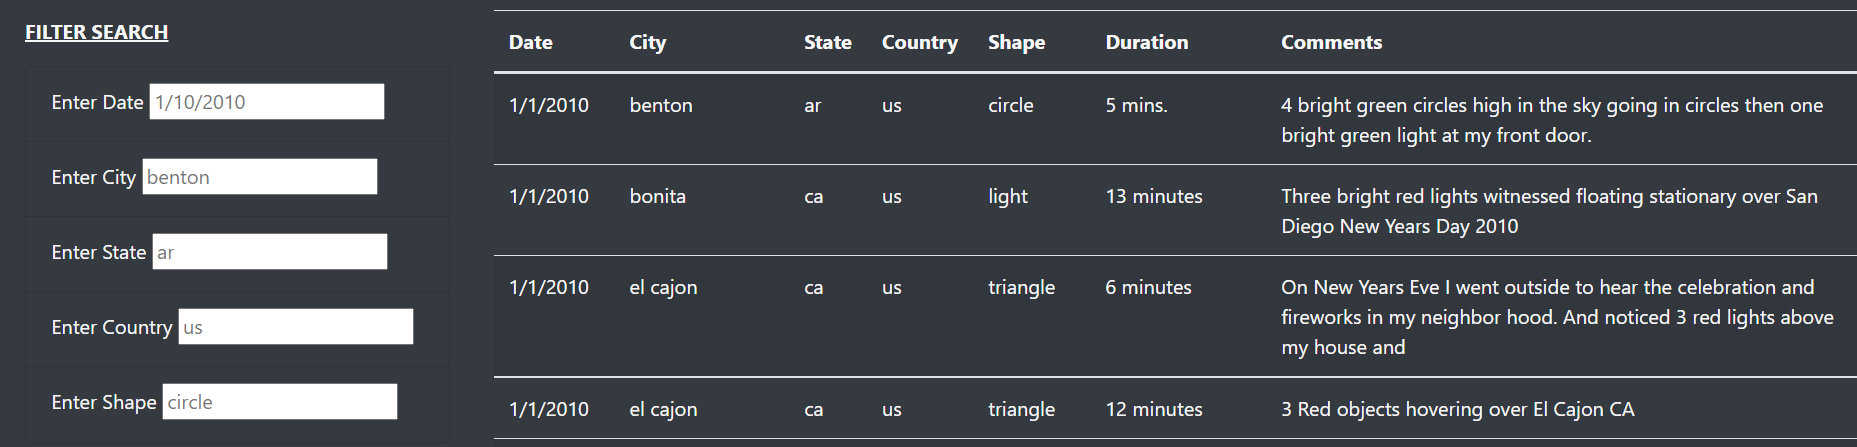 FILTER SEARCH
Enter Date 1/10/2010
Enter City benton
Enter State ar
Enter Country us
Enter Shape circle
Date City State Country Shape Duration Comments
1/1/2010 benton ar us circle 5 mins. 4 bright green circles high in the sky going in circles then one
bright green light at my front door.
1/1/2010 bonita ca us light 13 minutes Three bright red lights witnessed floating stationary over San
Diego New Years Day 2010
1/1/2010 el cajon ca us triangle 6 minutes On New Years Eve I went outside to hear the celebration and
fireworks in my neighbor hood. And noticed 3 red lights above
my house and
1/1/2010 el cajon ca us triangle 12 minutes 3 Red objects hovering over El Cajon CA